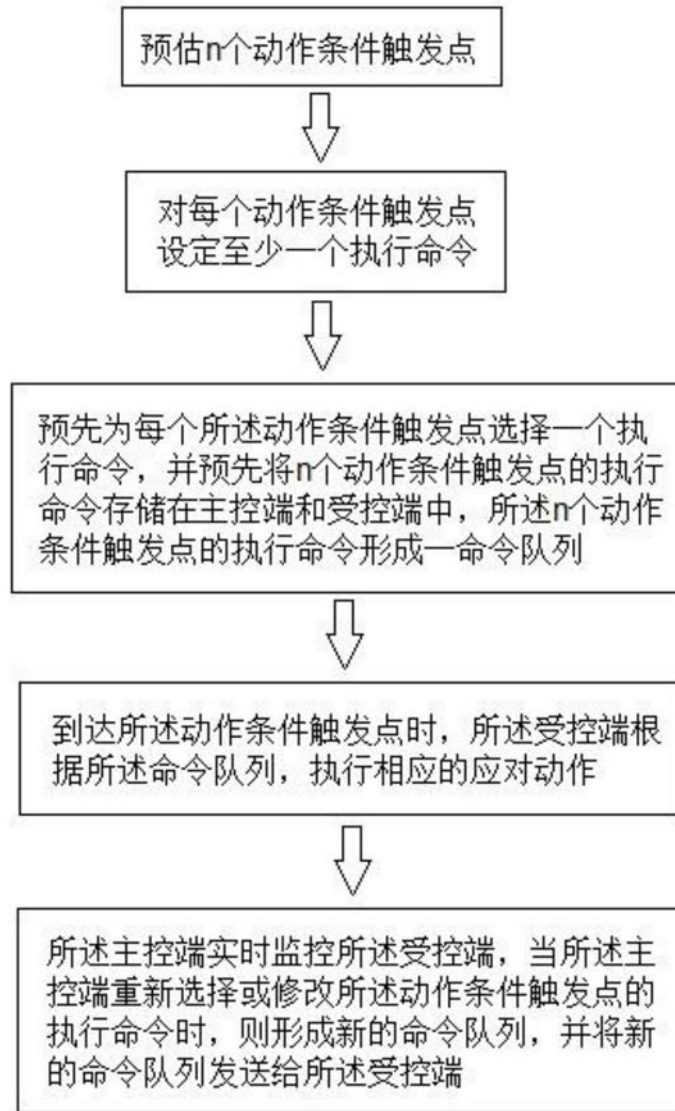 预估n个动作条件触发点
对每个动作条件触发点
设定至少一个执行命令
预先为每个所述动作条件触发点选择一个执
行命令，并预先将n个动作条件触发点的执行
命令存储在主控端和受控端中，所述n个动作
条件触发点的执行命令形成一命令队列
到达所述动作条件触发点时，所述受控端根
据所述命令队列，执行相应的应对动作
所述主控端实时监控所述受控端，当所述主
控端重新选择或修改所述动作条件触发点的
执行命令时，则形成新的命令队列，并将新
的命令队列发送给所述受控端